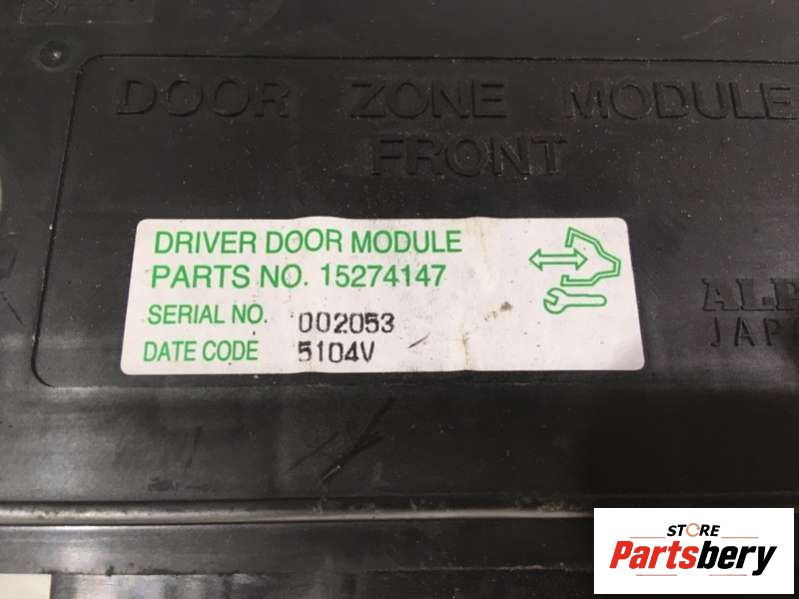 DOOR ZONE MODULE
FRONT
DRIVER DOOR MODULE
PARTS NO. 15274147
SERIAL NO. 002053
DATE CODE 5104V
STORE
Partsbery